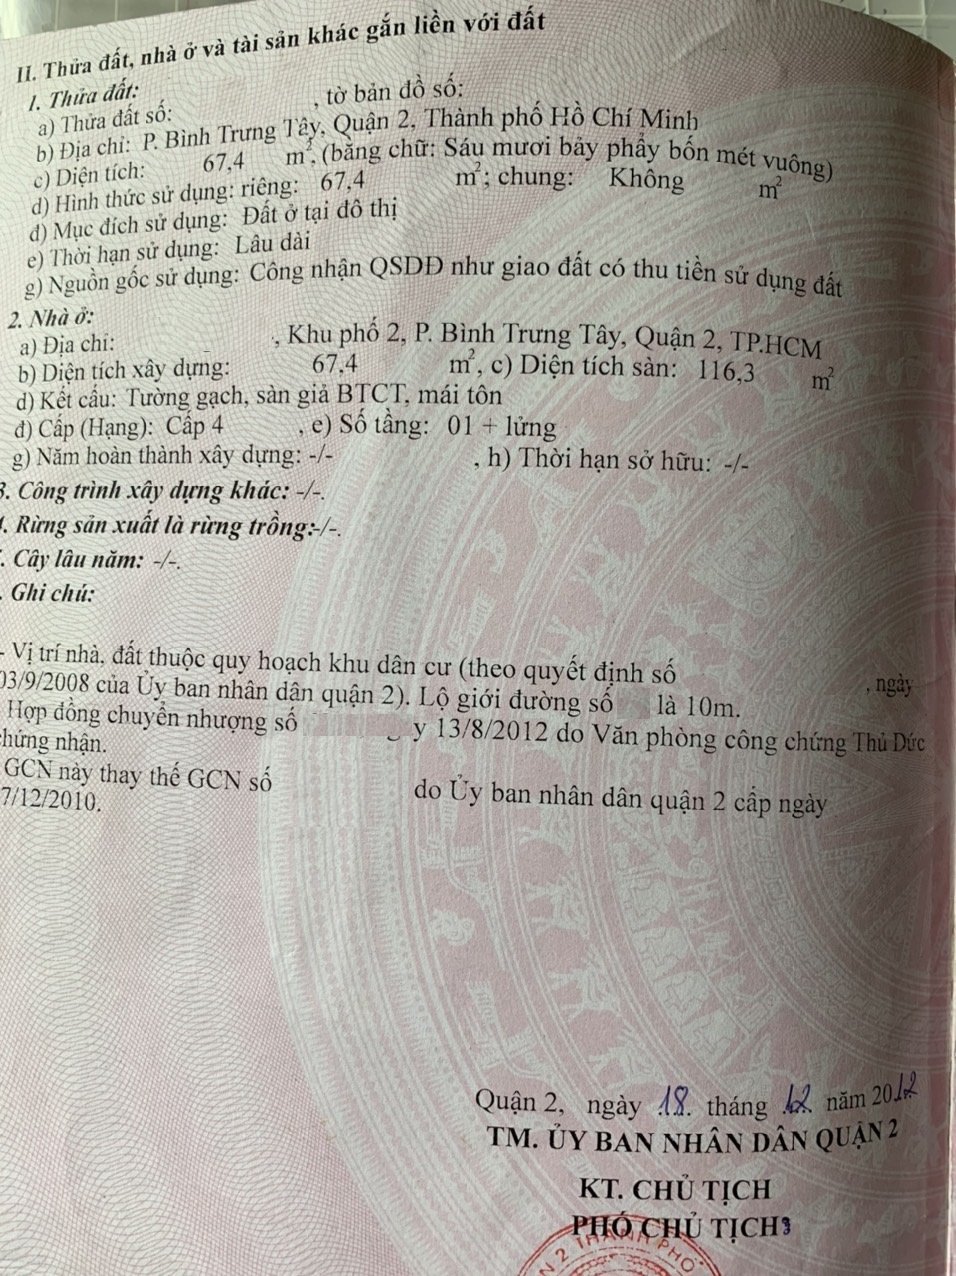 II. Thửa đất, nhà ở và tài sản khác gắn liền với đất
1. Thửa đất:
a) Thửa đất số: , tờ bản đồ số:
b) Địa chỉ: P. Bình Trưng Tây, Quận 2, Thành phố Hồ Chí Minh
c) Diện tích: 67,4 m², (bằng chữ: Sáu mươi bảy phẩy bốn mét vuông)
d) Hình thức sử dụng: riêng: 67,4 m²; chung: Không m²
đ) Mục đích sử dụng: Đất ở tại đô thị
e) Thời hạn sử dụng: Lâu dài
g) Nguồn gốc sử dụng: Công nhận QSDĐ như giao đất có thu tiền sử dụng đất
2. Nhà ở:
a) Địa chỉ: , Khu phố 2, P. Bình Trưng Tây, Quận 2, TP.HCM
b) Diện tích xây dựng: 67,4 m², c) Diện tích sàn: 116,3 m²
d) Kết cấu: Tường gạch, sàn giả BTCT, mái tôn
đ) Cấp (Hạng): Cấp 4 , e) Số tầng: 01 + lửng
g) Năm hoàn thành xây dựng: -/- , h) Thời hạn sở hữu: -/-
3. Công trình xây dựng khác: -/-.
. Rừng sản xuất là rừng trồng:-/-.
. Cây lâu năm: -/-.
. Ghi chú:
- Vị trí nhà, đất thuộc quy hoạch khu dân cư (theo quyết định số , ngày
03/9/2008 của Ủy ban nhân dân quận 2). Lộ giới đường số là 10m.
Hợp đồng chuyển nhượng số y 13/8/2012 do Văn phòng công chứng Thủ Đức
chứng nhận.
GCN này thay thế GCN số do Ủy ban nhân dân quận 2 cấp ngày
7/12/2010.
Quận 2, ngày 18 tháng 12 năm 2012
TM. ỦY BAN NHÂN DÂN QUẬN 2
KT. CHỦ TỊCH
PHÓ CHỦ TỊCH
N 2 THÀNH PHỐ